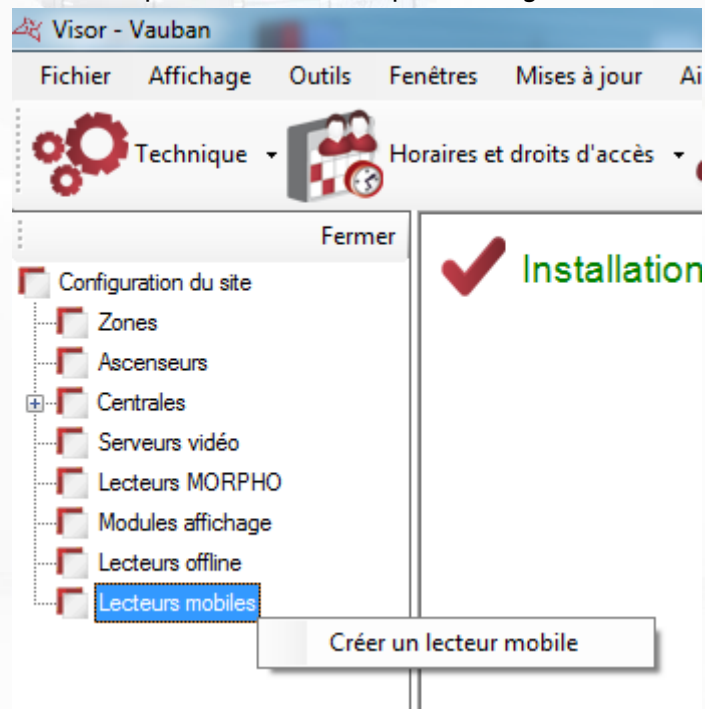 Visor - Vauban
Fichier Affichage Outils Fenêtres Mises à jour
Technique Horaires et droits d'accès
Fermer
Installation
Configuration du site
Zones
Ascenseurs
Centrales
Serveurs vidéo
Lecteurs MORPHO
Modules affichage
Lecteurs offline
Lecteurs mobiles
Créer un lecteur mobile